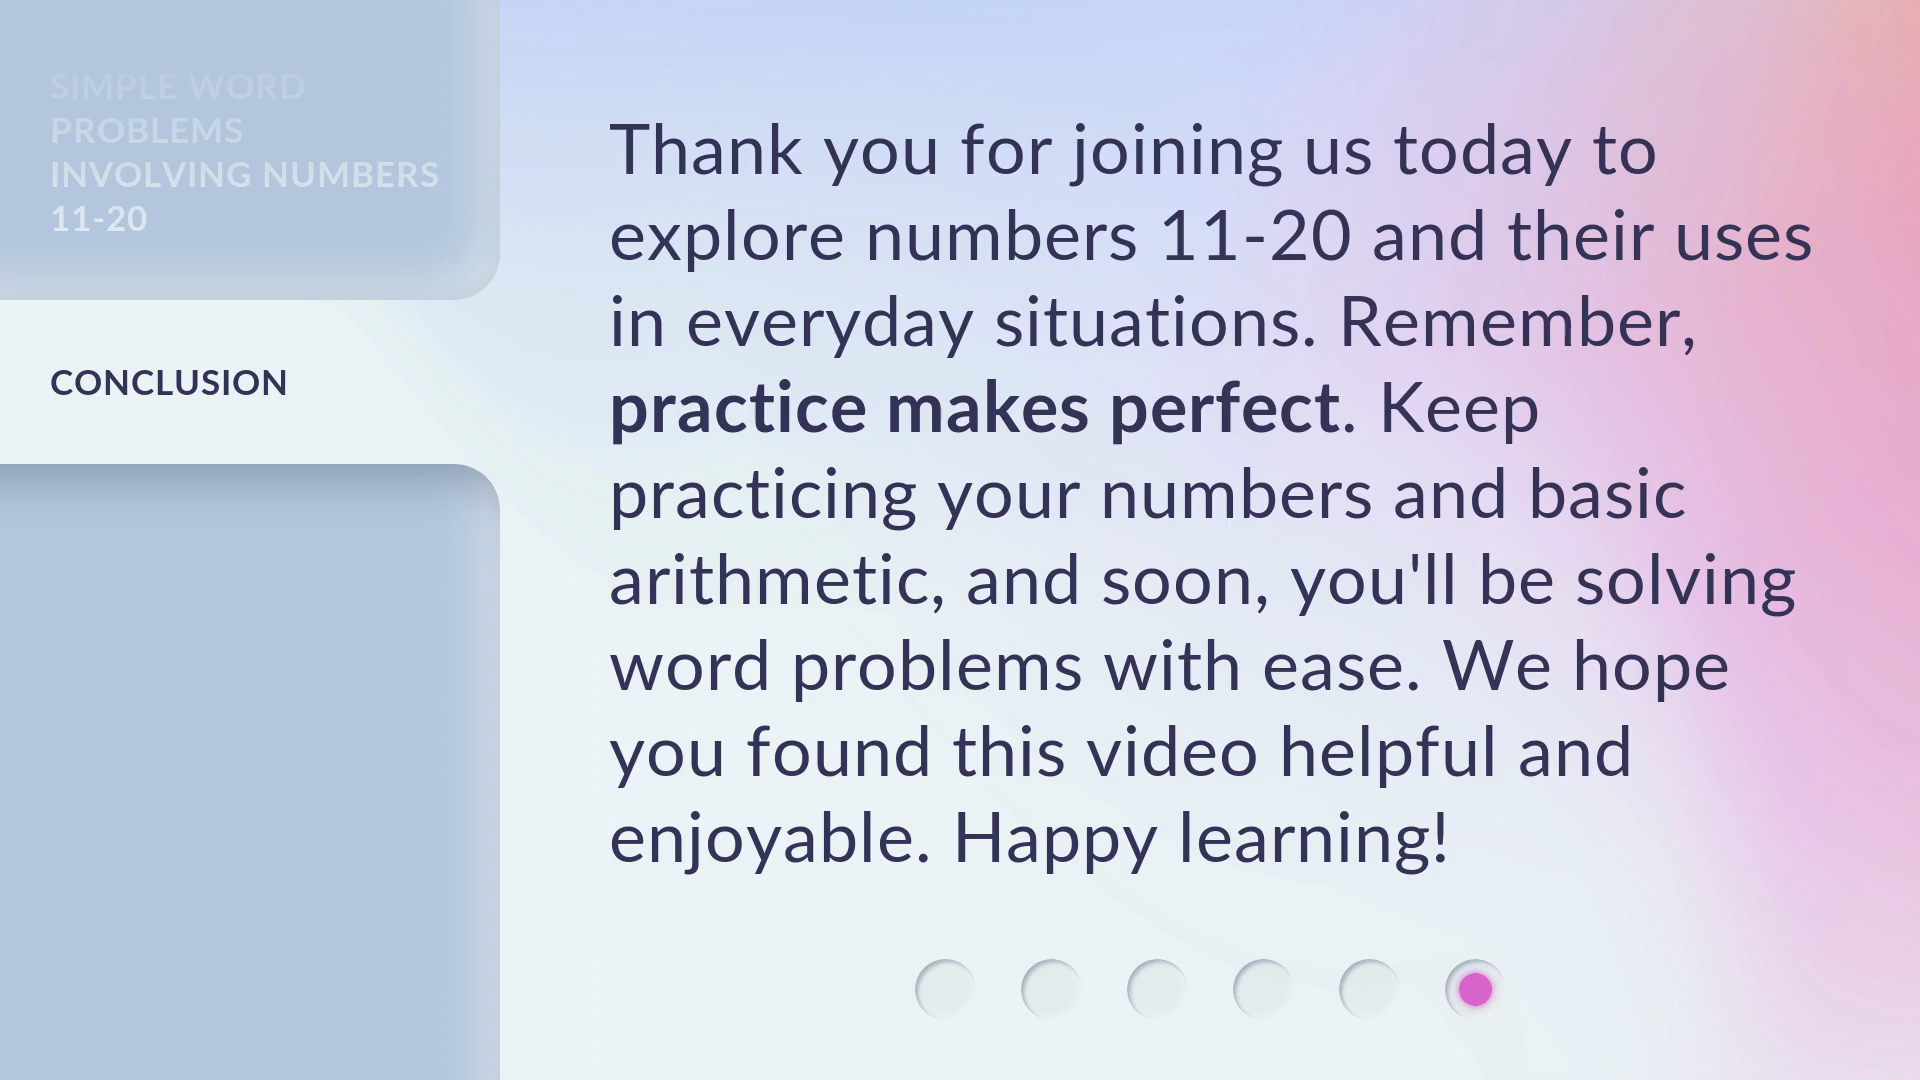 SIMPLE WORD
PROBLEMS
INVOLVING NUMBERS
11-20
CONCLUSION
Thank you for joining us today to
explore numbers 11-20 and their uses
in everyday situations. Remember,
practice makes perfect. Keep
practicing your numbers and basic
arithmetic, and soon, you'll be solving
word problems with ease. We hope
you found this video helpful and
enjoyable. Happy learning!